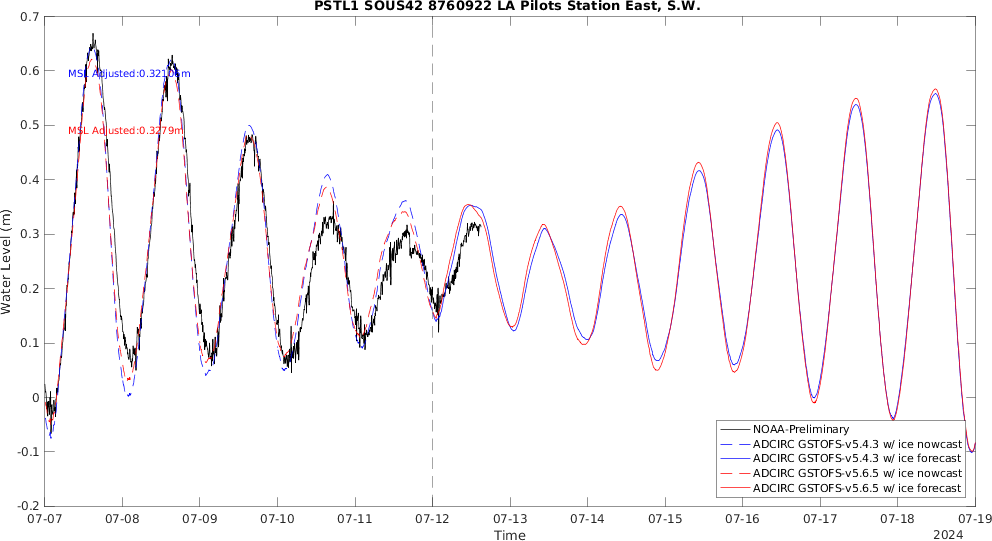 PSTL1 SOUS42 8760922 LA Pilots Station East, S.W.
0.7
0.6
0.5
0.4
0.3
0.2
0.1
0
-0.1
-0.2
Water Level (m)
MSL Adjusted:0.32106m
MSL Adjusted:0.3279m
NOAA-Preliminary
ADCIRC GSTOFS-v5.4.3 w/ ice nowcast
ADCIRC GSTOFS-v5.4.3 w/ ice forecast
ADCIRC GSTOFS-v5.6.5 w/ ice nowcast
ADCIRC GSTOFS-v5.6.5 w/ ice forecast
07-07 07-08 07-09 07-10 07-11 07-12 07-13 07-14 07-15 07-16 07-17 07-18 07-19
Time
2024